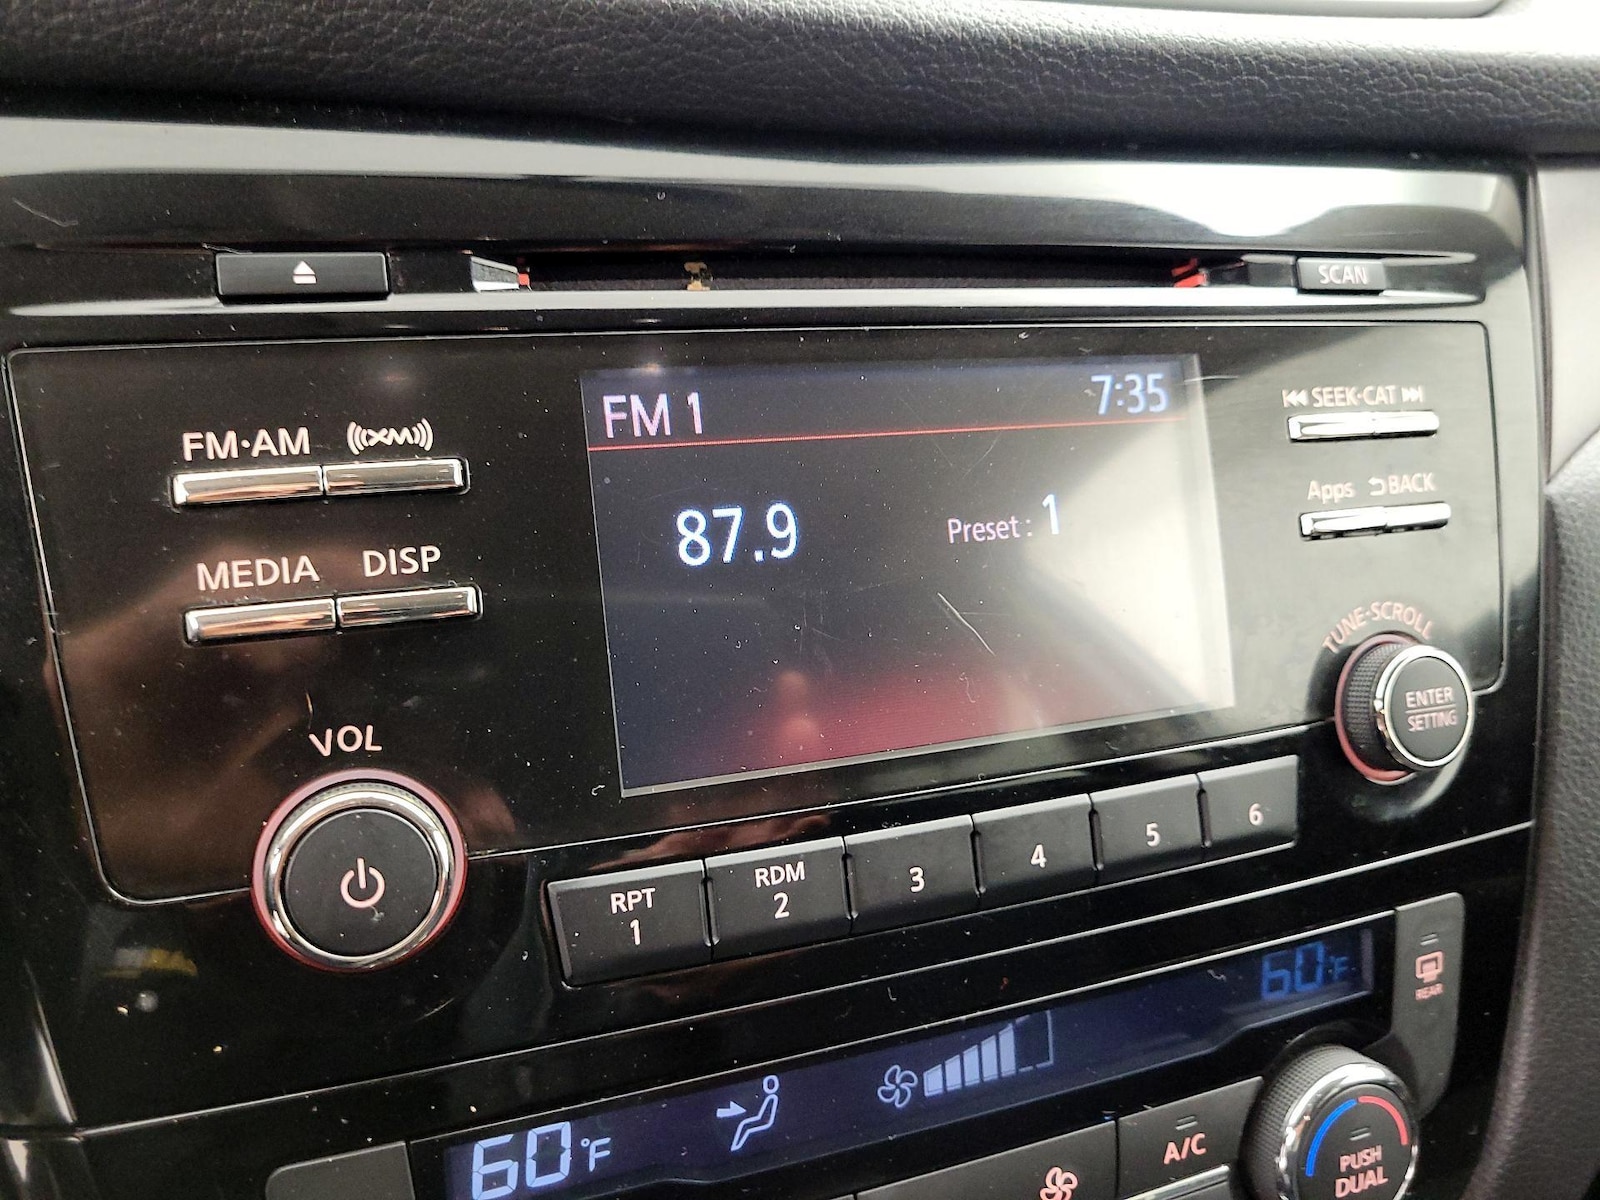 SCAN
FM 1 7:35
⏮ SEEK·CAT ⏭
FM·AM ((XM))
Apps ⮌BACK
87.9 Preset: 1
MEDIA DISP
TUNE·SCROLL
ENTER
SETTING
VOL
RPT
1
RDM
2
3
4
5
6
60°F
REAR
60°F
A/C
PUSH
DUAL